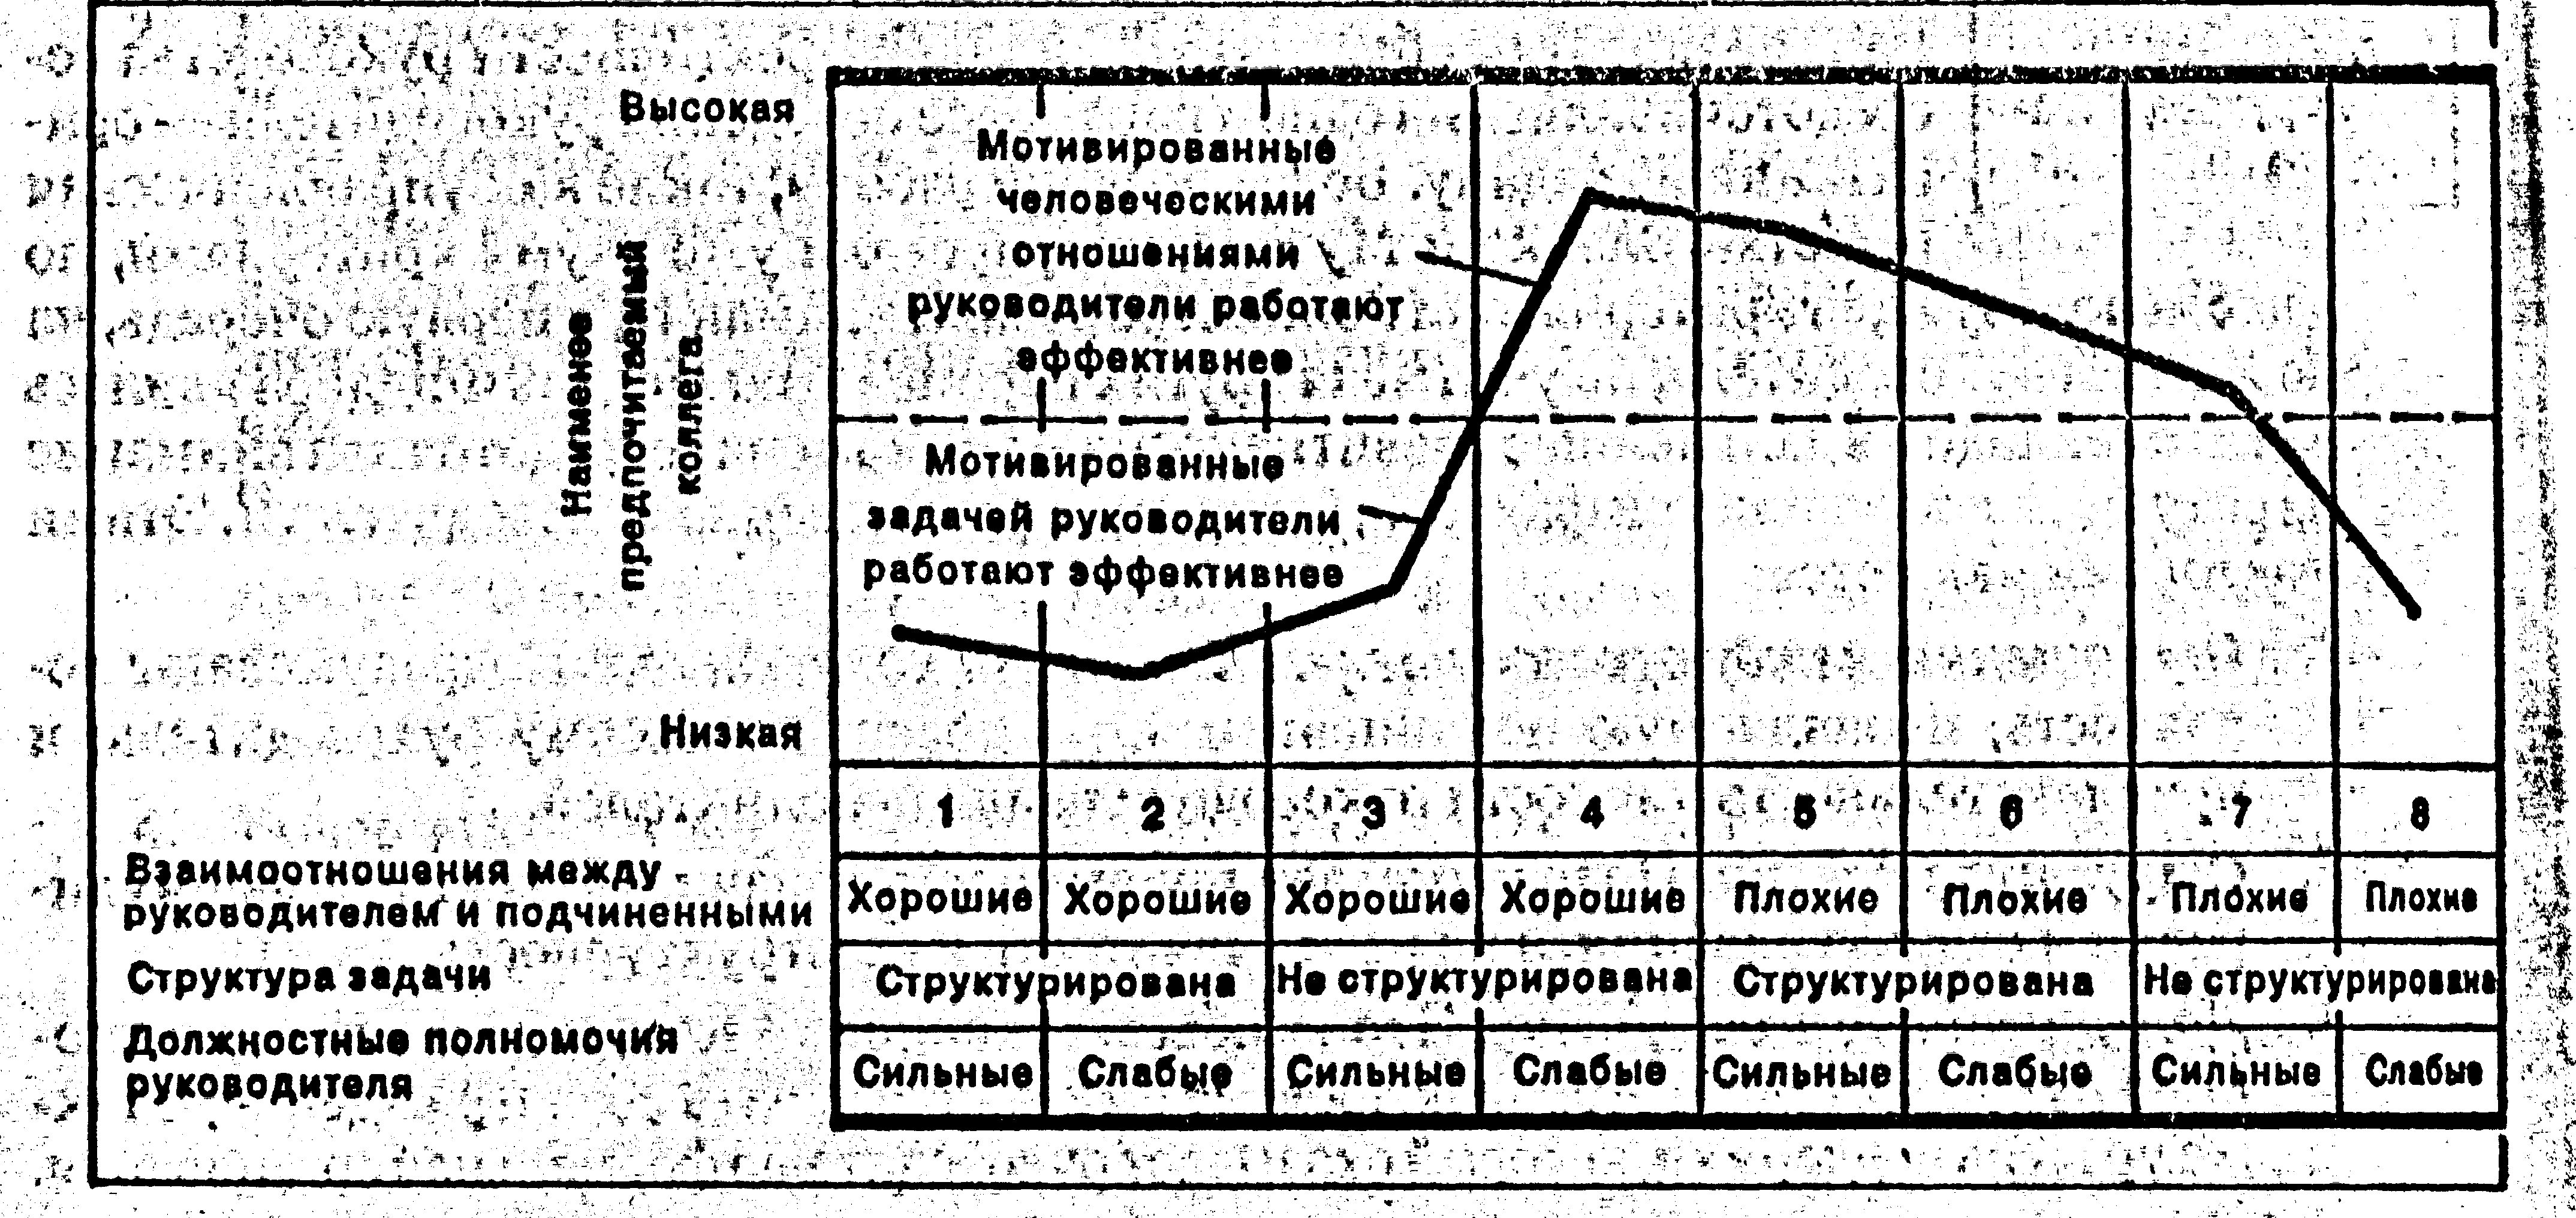 Высокая
Наименее
предпочитаемый
коллега
Низкая
Мотивированные
человеческими
отношениями
руководители работают
эффективнее
Мотивированные
задачей руководители
работают эффективнее
1 2 3 4 5 6 7 8
Взаимоотношения между
руководителем и подчиненными
Хорошие Хорошие Хорошие Хорошие Плохие Плохие Плохие Плохие
Структура задачи
Структурирована Не структурирована Структурирована Не структурирована
Должностные полномочия
руководителя
Сильные Слабые Сильные Слабые Сильные Слабые Сильные Слабые